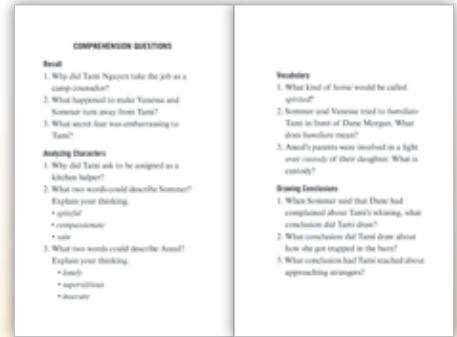 COMPREHENSION QUESTIONS
Recall
1. Why did Tami Nguyen take the job as a
camp counselor?
2. What happened to make Vanessa and
Sommer turn away from Tami?
3. What secret fear was embarrassing to
Tami?
Analyzing Characters
1. Why did Tami ask to be assigned as a
kitchen helper?
2. What two words could describe Sommer?
Explain your thinking.
• spiteful
• compassionate
• vain
3. What two words could describe Anzul?
Explain your thinking.
• lonely
• superstitious
• insecure
Vocabulary
1. What kind of horse would be called
spirited?
2. Sommer and Vanessa tried to humiliate
Tami in front of Dane Morgan. What
does humiliate mean?
3. Anzul's parents were involved in a fight
over custody of their daughter. What is
custody?
Drawing Conclusions
1. When Sommer said that Dane had
complained about Tami's whining, what
conclusion did Tami draw?
2. What conclusion did Tami draw about
how she got trapped in the barn?
3. What conclusion had Tami reached about
approaching strangers?